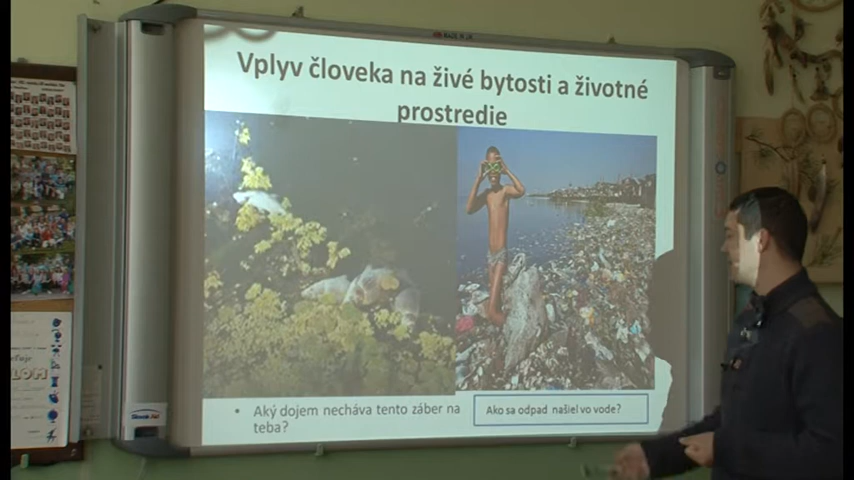 Vplyv človeka na živé bytosti a životné
prostredie
• Aký dojem necháva tento záber na
teba?
Ako sa odpad našiel vo vode?